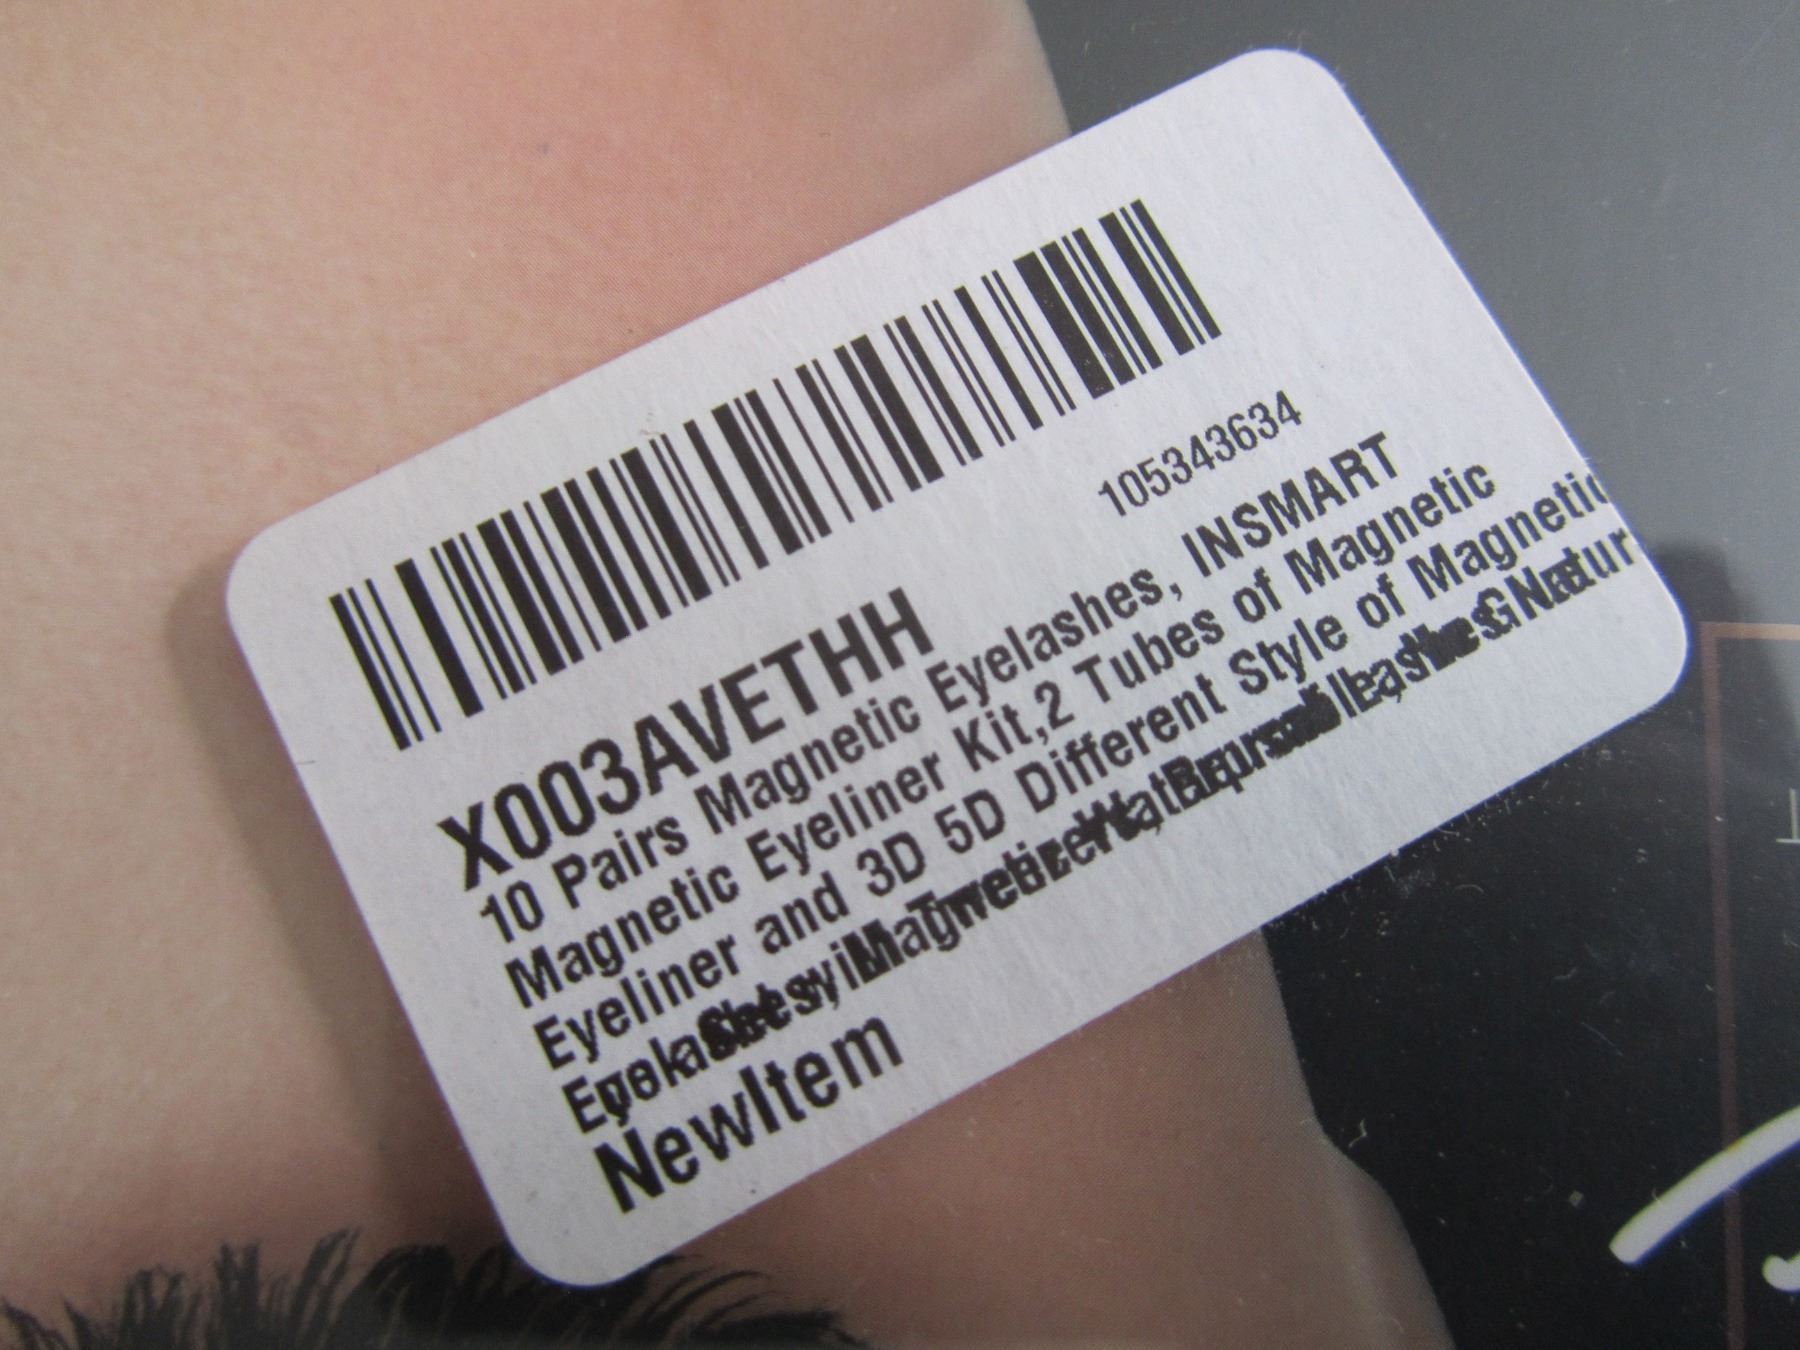 105343634
X003AVETHH
10 Pairs Magnetic Eyelashes, INSMART
Magnetic Eyeliner Kit,2 Tubes of Magnetic
Eyeliner and 3D 5D Different Style of Magnetic
NewItem